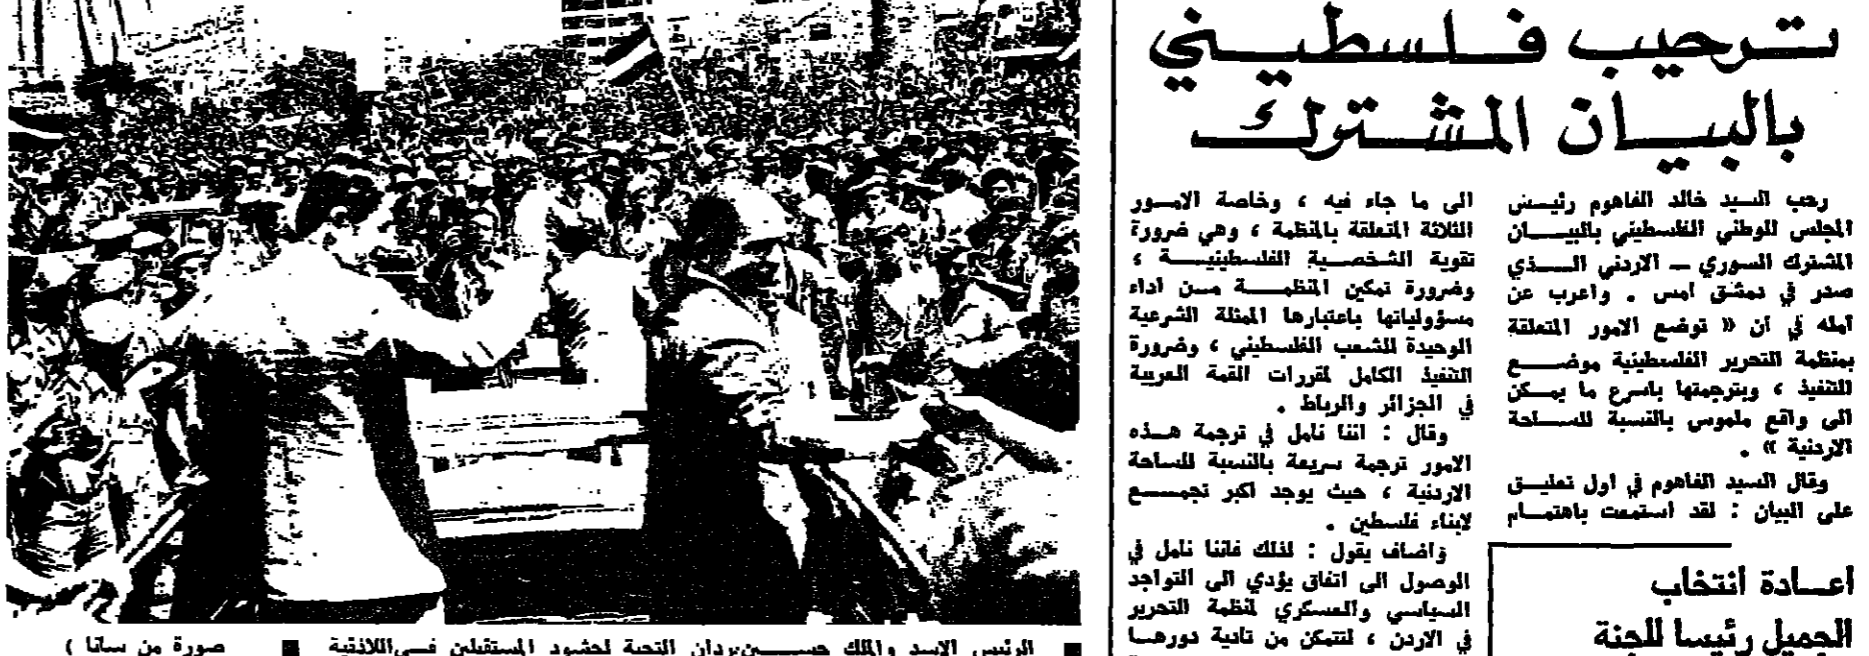 ترحيب فلسطيني
بالبيان المشترك
رحب السيد خالد الفاهوم رئيس
المجلس الوطني الفلسطيني بالبيان
المشترك السوري ــ الاردني الذي
صدر في دمشق امس . واعرب عن
امله في ان « توضع الامور المتعلقة
بمنظمة التحرير الفلسطينية موضع
التنفيذ ، وبترجمتها باسرع ما يمكن
الى واقع ملموس بالنسبة للساحة
الاردنية » .
وقال السيد الفاهوم في اول تعليق
على البيان : لقد استمعت باهتمام
الى ما جاء فيه ، وخاصة الامور
الثلاثة المتعلقة بالمنظمة ، وهي ضرورة
تقوية الشخصية الفلسطينية ،
وضرورة تمكين المنظمة من اداء
مسؤولياتها باعتبارها الممثلة الشرعية
الوحيدة للشعب الفلسطيني ، وضرورة
التنفيذ الكامل لمقررات القمة العربية
في الجزائر والرباط .
وقال : اننا نامل في ترجمة هذه
الامور ترجمة سريعة بالنسبة للساحة
الاردنية ، حيث يوجد اكبر تجمع
لابناء فلسطين .
واضاف يقول : لذلك فاننا نامل في
الوصول الى اتفاق يؤدي الى التواجد
السياسي والعسكري لمنظمة التحرير
في الاردن ، لتتمكن من تادية دورها
اعادة انتخاب
الجميل رئيسا للجنة
الرئيس الاسد والملك حسين يردان التحية لحشود المستقبلين في اللاذقية
صورة من سانا )